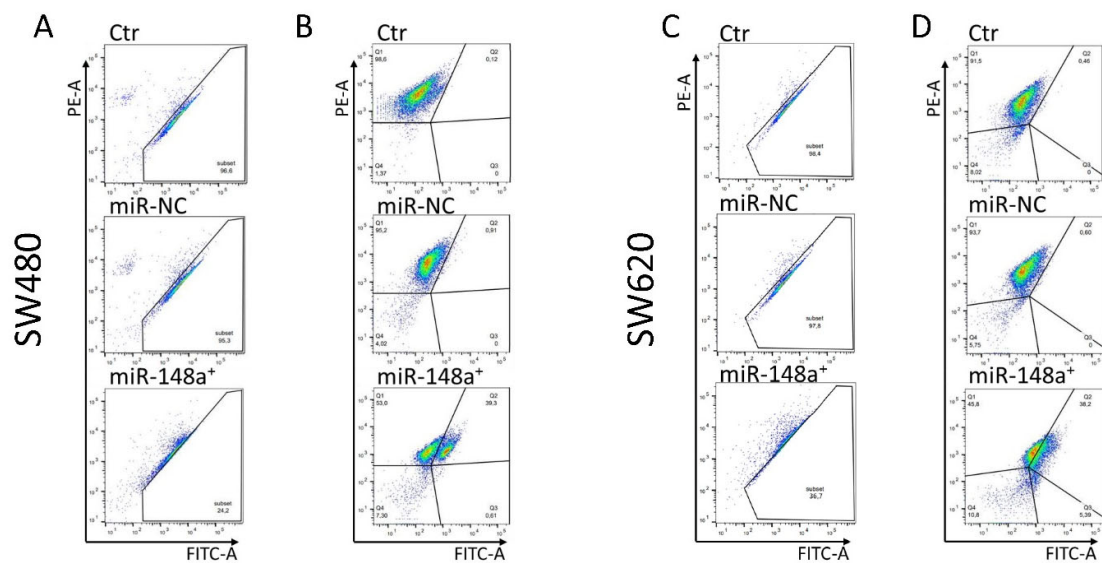 A
B
C
D
SW480
SW620
Ctr
PE-A
subset
96,6
miR-NC
subset
95,3
miR-148a⁺
subset
24,2
FITC-A
Ctr
PE-A
Q1
98,6
Q2
0,12
Q4
1,37
Q3
0
miR-NC
Q1
95,2
Q2
0,91
Q4
4,02
Q3
0
miR-148a⁺
Q1
53,0
Q2
39,3
Q4
7,30
Q3
0,61
FITC-A
Ctr
PE-A
subset
98,4
miR-NC
subset
97,8
miR-148a⁺
subset
36,7
FITC-A
Ctr
PE-A
Q1
91,5
Q2
0,46
Q4
8,02
Q3
0
miR-NC
Q1
93,7
Q2
0,60
Q4
5,75
Q3
0
miR-148a⁺
Q1
45,8
Q2
38,2
Q4
10,8
Q3
5,39
FITC-A